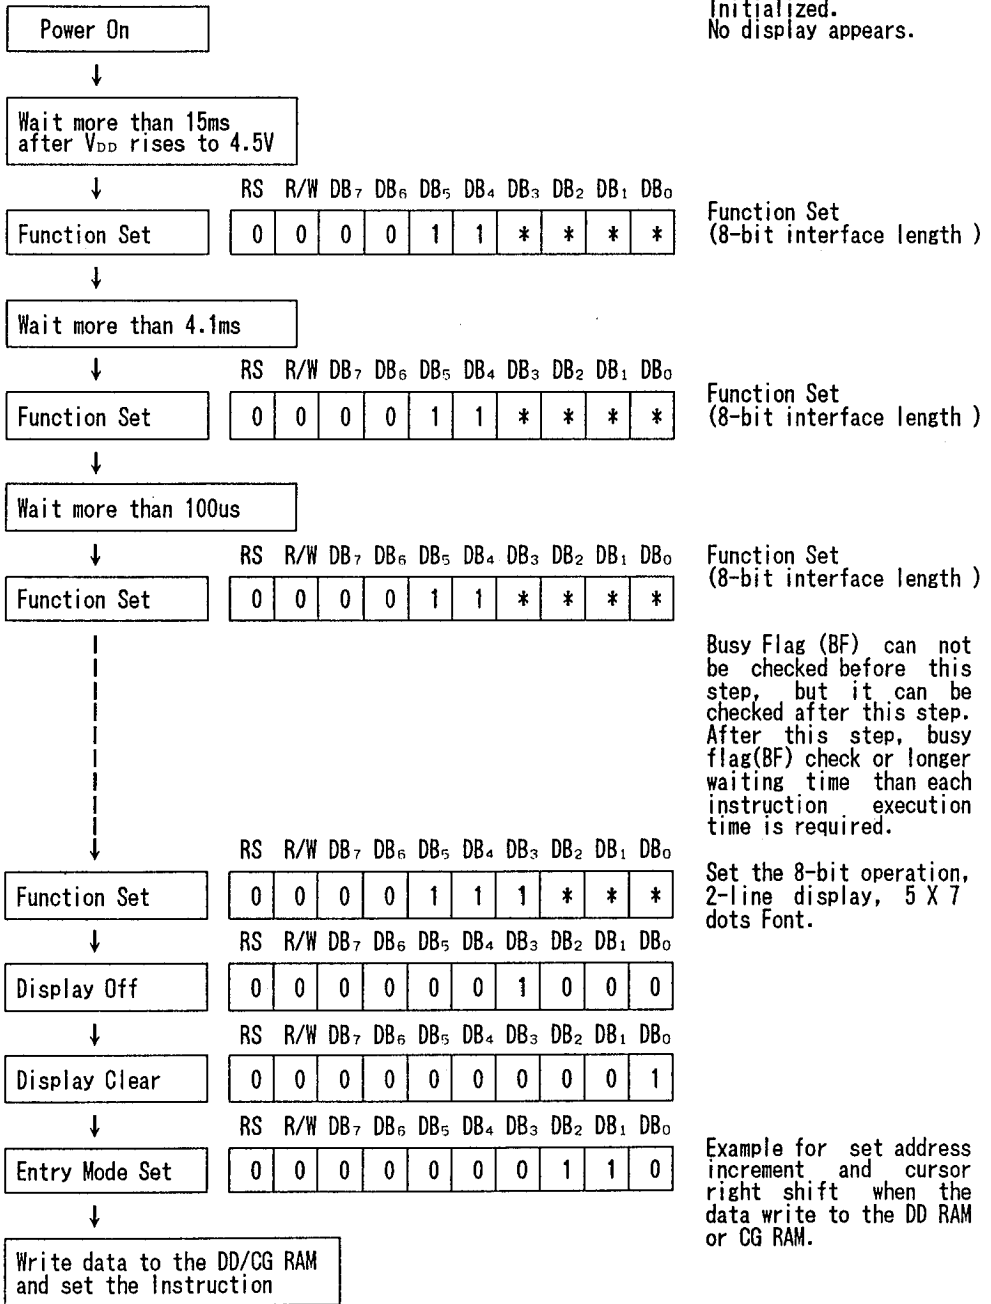 Initialized.
No display appears.
Power On
↓
Wait more than 15ms
after VDD rises to 4.5V
↓
RS R/W DB7 DB6 DB5 DB4 DB3 DB2 DB1 DB0
Function Set 0 0 0 0 1 1 * * * *
Function Set
(8-bit interface length )
↓
Wait more than 4.1ms
↓
RS R/W DB7 DB6 DB5 DB4 DB3 DB2 DB1 DB0
Function Set 0 0 0 0 1 1 * * * *
Function Set
(8-bit interface length )
↓
Wait more than 100us
↓
RS R/W DB7 DB6 DB5 DB4 DB3 DB2 DB1 DB0
Function Set 0 0 0 0 1 1 * * * *
Function Set
(8-bit interface length )
Busy Flag (BF) can not
be checked before this
step, but it can be
checked after this step.
After this step, busy
flag(BF) check or longer
waiting time than each
instruction execution
time is required.
↓
RS R/W DB7 DB6 DB5 DB4 DB3 DB2 DB1 DB0
Function Set 0 0 0 0 1 1 1 * * *
Set the 8-bit operation,
2-line display, 5 X 7
dots Font.
↓
RS R/W DB7 DB6 DB5 DB4 DB3 DB2 DB1 DB0
Display Off 0 0 0 0 0 0 1 0 0 0
↓
RS R/W DB7 DB6 DB5 DB4 DB3 DB2 DB1 DB0
Display Clear 0 0 0 0 0 0 0 0 0 1
↓
RS R/W DB7 DB6 DB5 DB4 DB3 DB2 DB1 DB0
Entry Mode Set 0 0 0 0 0 0 0 1 1 0
Example for set address
increment and cursor
right shift when the
data write to the DD RAM
or CG RAM.
↓
Write data to the DD/CG RAM
and set the Instruction